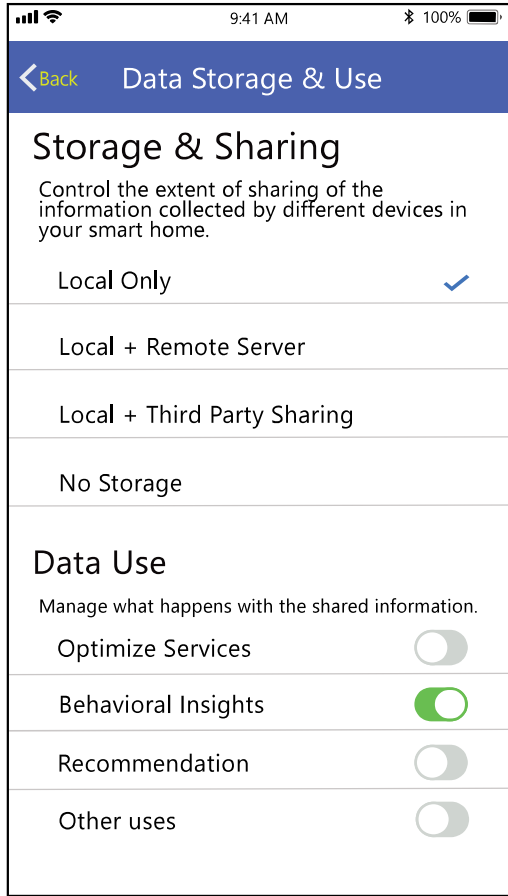 9:41 AM
100%
Back
Data Storage & Use
Storage & Sharing
Control the extent of sharing of the
information collected by different devices in
your smart home.
Local Only
Local + Remote Server
Local + Third Party Sharing
No Storage
Data Use
Manage what happens with the shared information.
Optimize Services
Behavioral Insights
Recommendation
Other uses